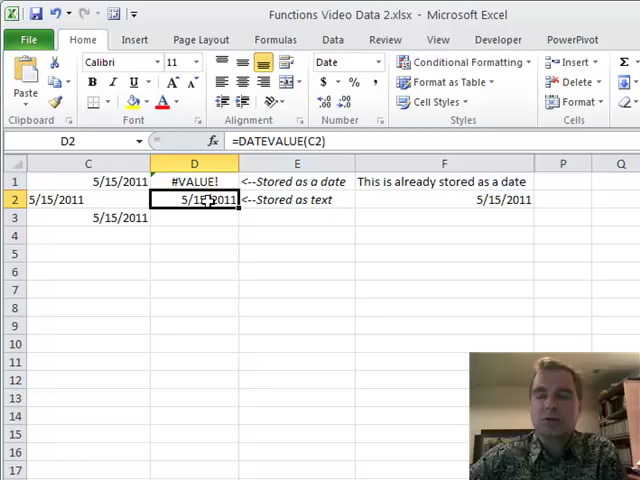 Functions Video Data 2.xlsx - Microsoft Excel
File Home Insert Page Layout Formulas Data Review View Developer PowerPivot
Calibri 11 Date Conditional Formatting Insert Σ
Paste $ % , Format as Table Delete
B I U A A Cell Styles Format
Clipboard Font Alignment Number Styles Cells
D2 fx =DATEVALUE(C2)
C D E F P Q
1 5/15/2011 #VALUE! <--Stored as a date This is already stored as a date
2 5/15/2011 5/15/2011 <--Stored as text 5/15/2011
3 5/15/2011
4
5
6
7
8
9
10
11
12
13
14
15
16
17